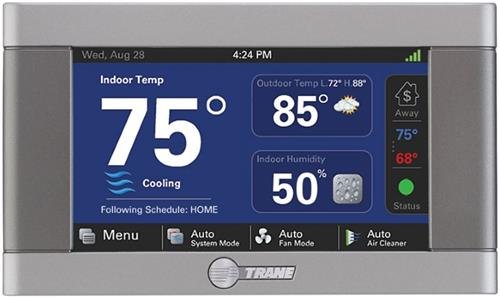 Wed, Aug 28
4:24 PM
Indoor Temp
75°
Cooling
Following Schedule: HOME
Outdoor Temp L.72° H.88°
85°
Indoor Humidity
50%
$
Away
75°
68°
Status
Menu
Auto
System Mode
Auto
Fan Mode
Auto
Air Cleaner
TRANE